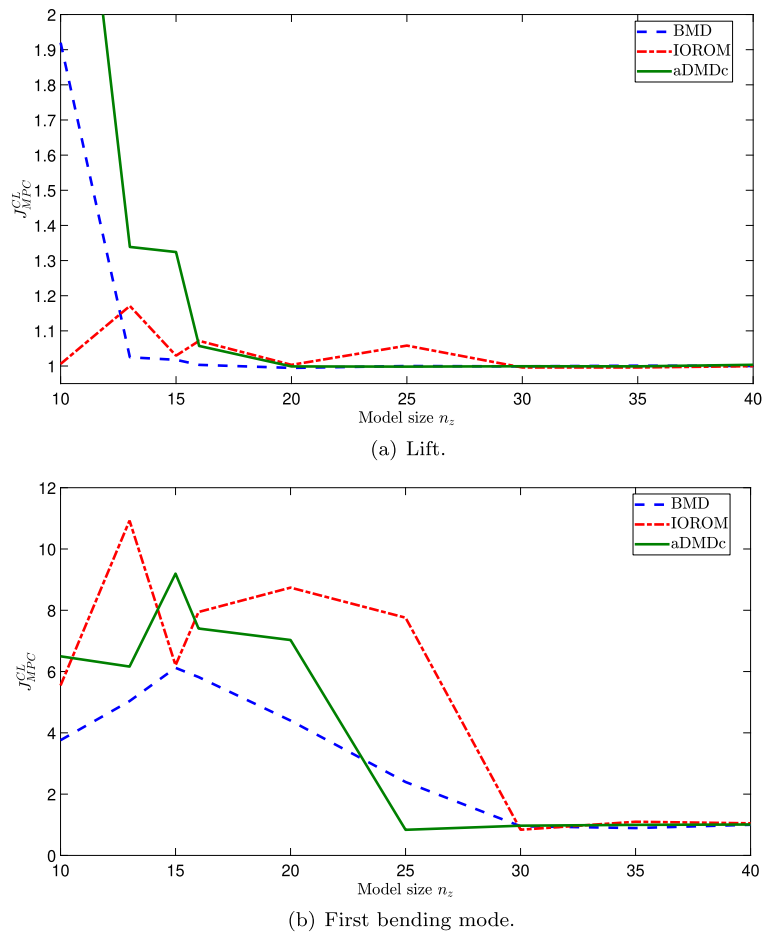 2
1.9
1.8
1.7
1.6
1.5
1.4
1.3
1.2
1.1
1
J_{MPC}^{CL}
BMD
IOROM
aDMDc
10 15 20 25 30 35 40
Model size n_z
(a) Lift.
12
10
8
6
4
2
0
J_{MPC}^{CL}
BMD
IOROM
aDMDc
10 15 20 25 30 35 40
Model size n_z
(b) First bending mode.